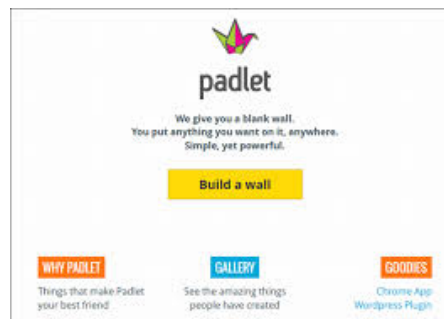 padlet
We give you a blank wall.
You put anything you want on it, anywhere.
Simple, yet powerful.
Build a wall
WHY PADLET
Things that make Padlet
your best friend
GALLERY
See the amazing things
people have created
GOODIES
Chrome App
Wordpress Plugin